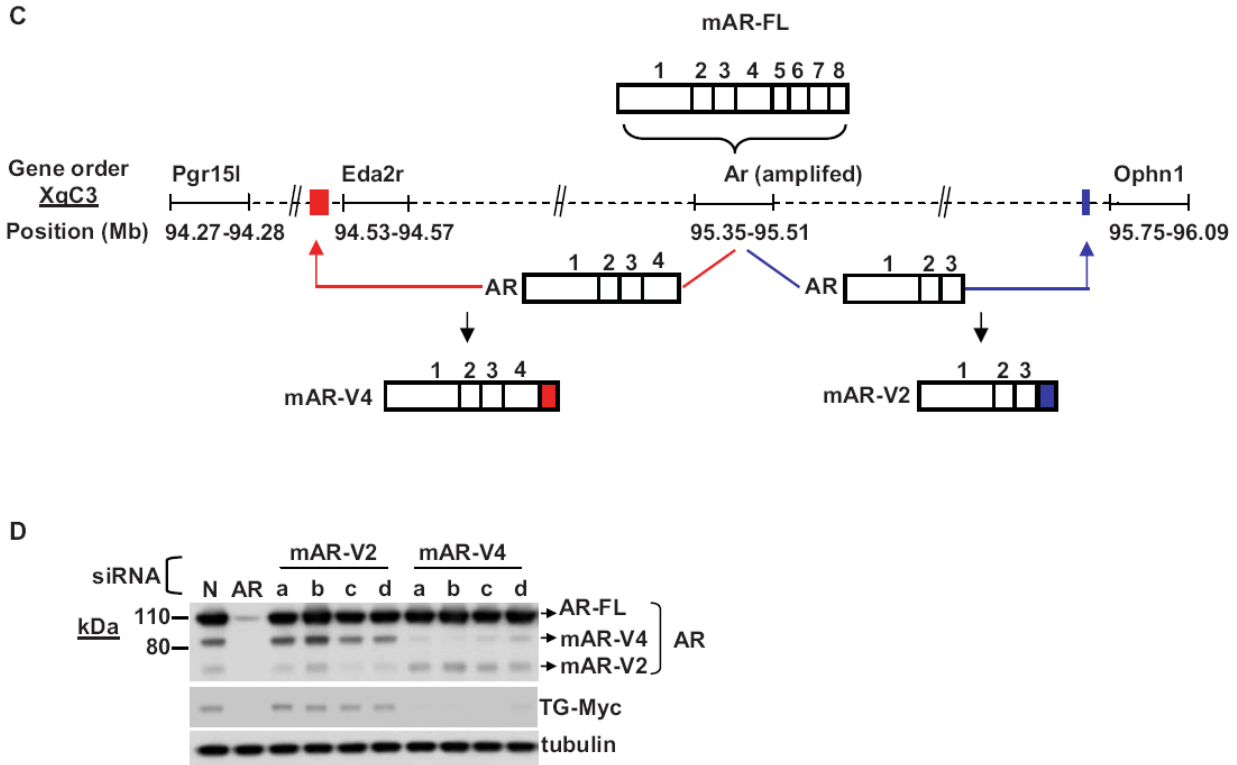 C
mAR-FL
1 2 3 4 5 6 7 8
Gene order XqC3
Pgr15l Eda2r Ar (amplifed) Ophn1
Position (Mb) 94.27-94.28 94.53-94.57 95.35-95.51 95.75-96.09
1 2 3 4 1 2 3
AR AR
1 2 3 4 1 2 3
mAR-V4 mAR-V2
D
mAR-V2 mAR-V4
siRNA
N AR a b c d a b c d
kDa
110 AR-FL
80 mAR-V4 AR
mAR-V2
TG-Myc
tubulin